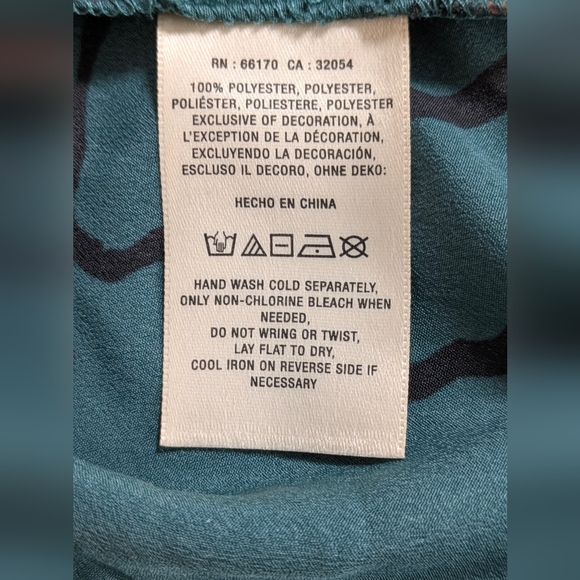 RN : 66170 CA : 32054
100% POLYESTER, POLYESTER,
POLIÉSTER, POLIESTERE, POLYESTER
EXCLUSIVE OF DECORATION, À
L'EXCEPTION DE LA DÉCORATION,
EXCLUYENDO LA DECORACIÓN,
ESCLUSO IL DECORO, OHNE DEKO:
HECHO EN CHINA
HAND WASH COLD SEPARATELY,
ONLY NON-CHLORINE BLEACH WHEN
NEEDED,
DO NOT WRING OR TWIST,
LAY FLAT TO DRY,
COOL IRON ON REVERSE SIDE IF
NECESSARY